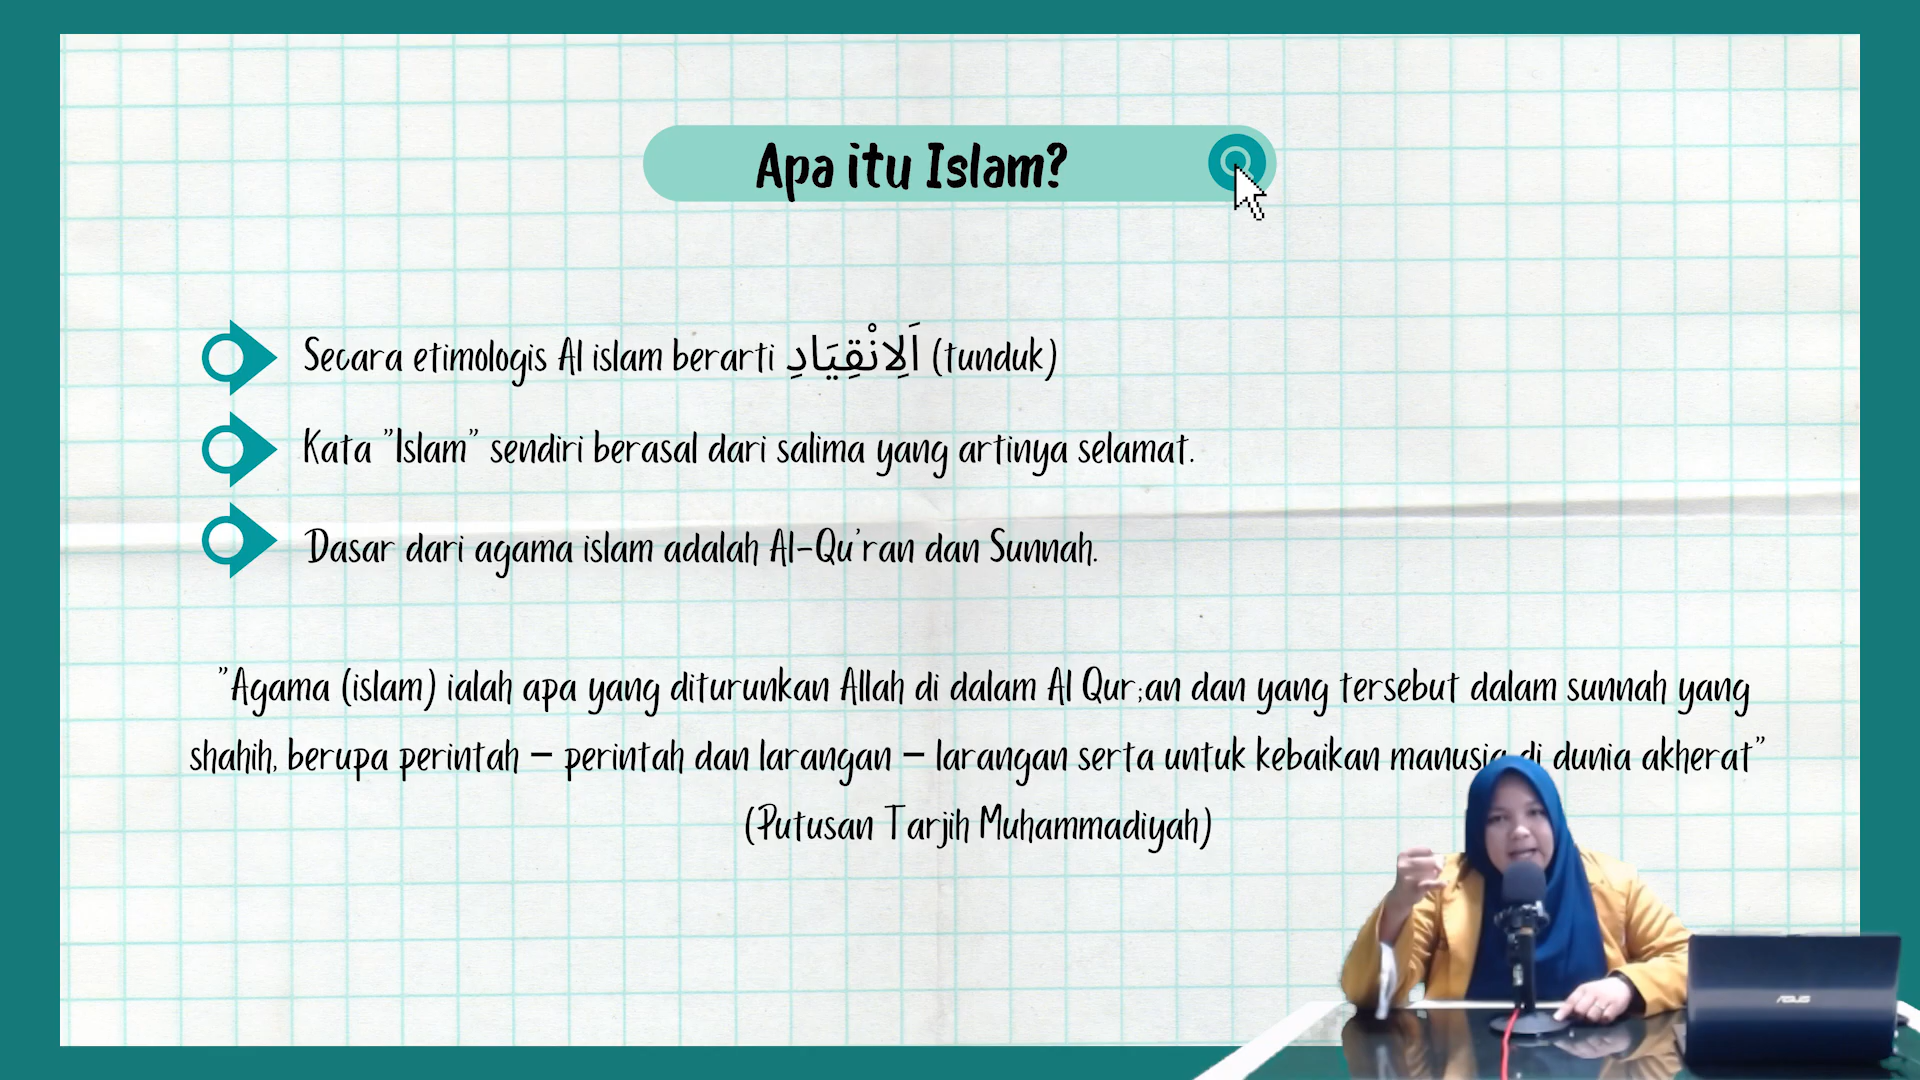 Apa itu Islam?
Secara etimologis Al islam berarti اَلِانْقِيَادِ (tunduk)
Kata "Islam" sendiri berasal dari salima yang artinya selamat.
Dasar dari agama islam adalah Al-Qu'ran dan Sunnah.
"Agama (islam) ialah apa yang diturunkan Allah di dalam Al Qur;an dan yang tersebut dalam sunnah yang
shahih, berupa perintah – perintah dan larangan – larangan serta untuk kebaikan manusia di dunia akherat"
(Putusan Tarjih Muhammadiyah)
ASUS